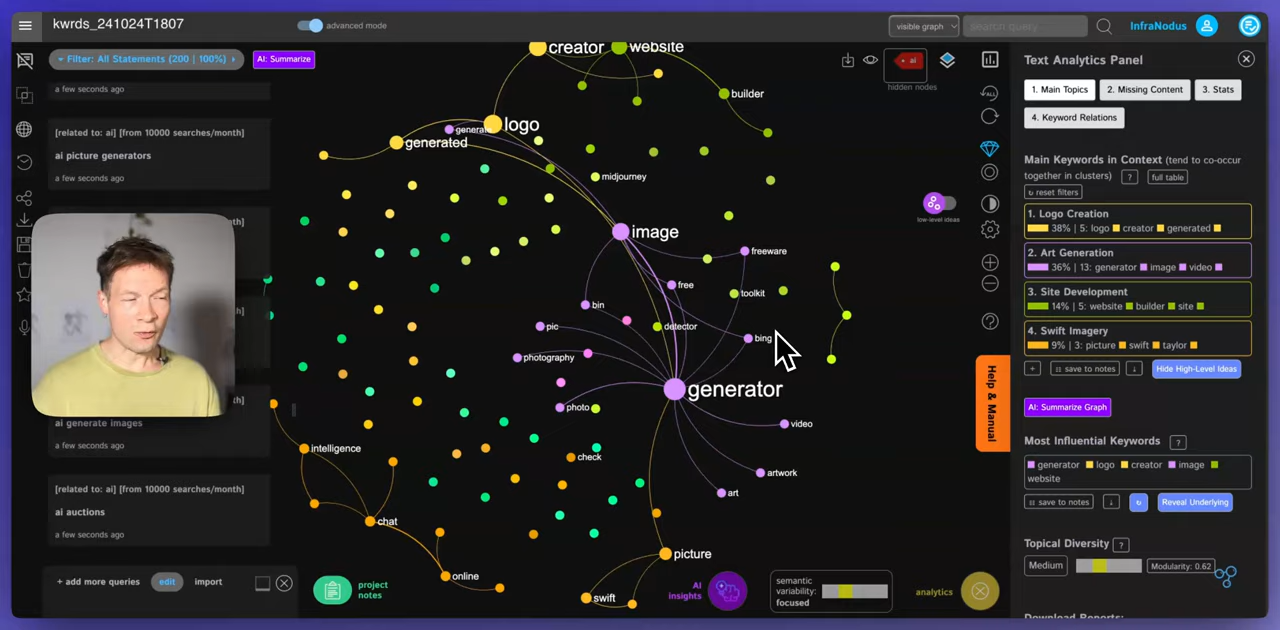 kwrds_241024T1807
advanced mode
visible graph
search query...
InfraNodus
Filter: All Statements (200 | 100%)
AI: Summarize
a few seconds ago
[related to: ai] [from 10000 searches/month]
ai picture generators
a few seconds ago
ai generate images
a few seconds ago
[related to: ai] [from 10000 searches/month]
ai auctions
a few seconds ago
+ add more queries
edit
import
creator
website
builder
logo
generate
generated
midjourney
image
freeware
free
toolkit
bin
pic
detector
bing
photography
generator
photo
video
intelligence
check
artwork
art
chat
picture
online
swift
ai
hidden nodes
ALL
low-level ideas
Help & Manual
project
notes
AI
insights
semantic
variability:
focused
analytics
Text Analytics Panel
1. Main Topics
2. Missing Content
3. Stats
4. Keyword Relations
Main Keywords in Context (tend to co-occur
together in clusters)
?
full table
reset filters
1. Logo Creation
38% | 5: logo creator generated
2. Art Generation
36% | 13: generator image video
3. Site Development
14% | 5: website builder site
4. Swift Imagery
9% | 3: picture swift taylor
+
save to notes
↓
Hide High-Level Ideas
AI: Summarize Graph
Most Influential Keywords
?
generator logo creator image
website
save to notes
↓
Reveal Underlying
Topical Diversity
?
Medium
Modularity: 0.62
Download Reports: